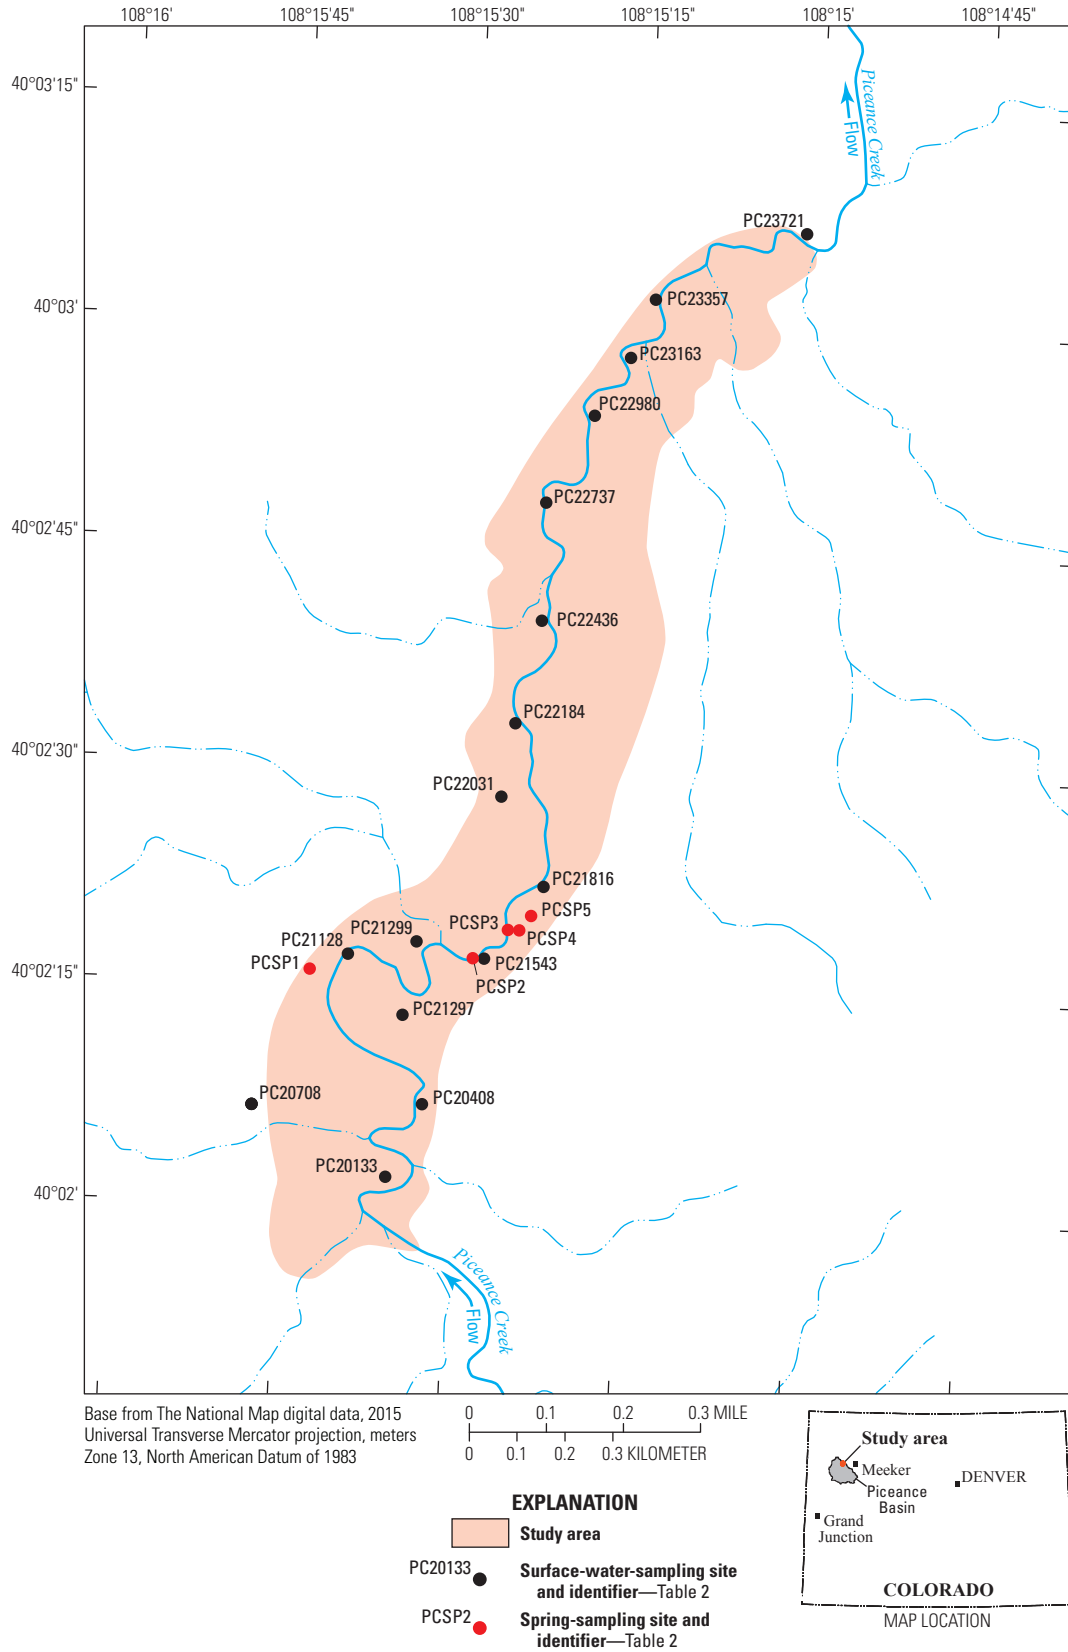 108°16' 108°15'45" 108°15'30" 108°15'15" 108°15' 108°14'45"
40°03'15"
Piceance Creek
Flow
PC23721
40°03'
PC23357
PC23163
PC22980
PC22737
40°02'45"
PC22436
PC22184
40°02'30"
PC22031
PC21816
PCSP5
PCSP3
PCSP4
PC21299
PC21128
PCSP1
40°02'15"
PC21543
PCSP2
PC21297
PC20708
PC20408
PC20133
40°02'
Piceance Creek
Flow
Base from The National Map digital data, 2015
Universal Transverse Mercator projection, meters
Zone 13, North American Datum of 1983
0 0.1 0.2 0.3 MILE
0 0.1 0.2 0.3 KILOMETER
EXPLANATION
Study area
PC20133 Surface-water-sampling site
and identifier—Table 2
PCSP2 Spring-sampling site and
identifier—Table 2
Study area
Meeker
DENVER
Piceance
Basin
Grand
Junction
COLORADO
MAP LOCATION